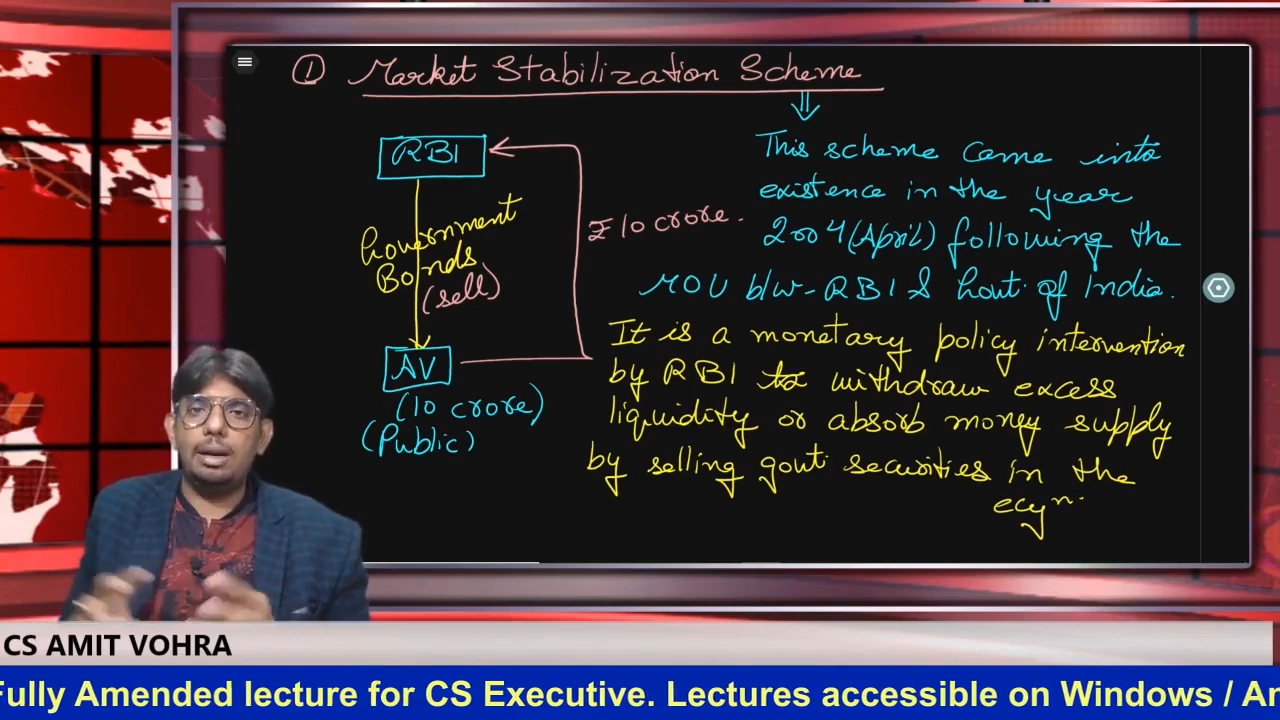 ① Market Stabilization Scheme
RBI
Government
Bonds
(sell)
₹10 crore.
AV
(10 crore)
(Public)
This scheme came into
existence in the year
2004 (April) following the
MOU b/w RBI & Govt. of India.
It is a monetary policy intervention
by RBI to withdraw excess
liquidity or absorb money supply
by selling govt. securities in the
ecyn.
CS AMIT VOHRA
Fully Amended lecture for CS Executive. Lectures accessible on Windows / An